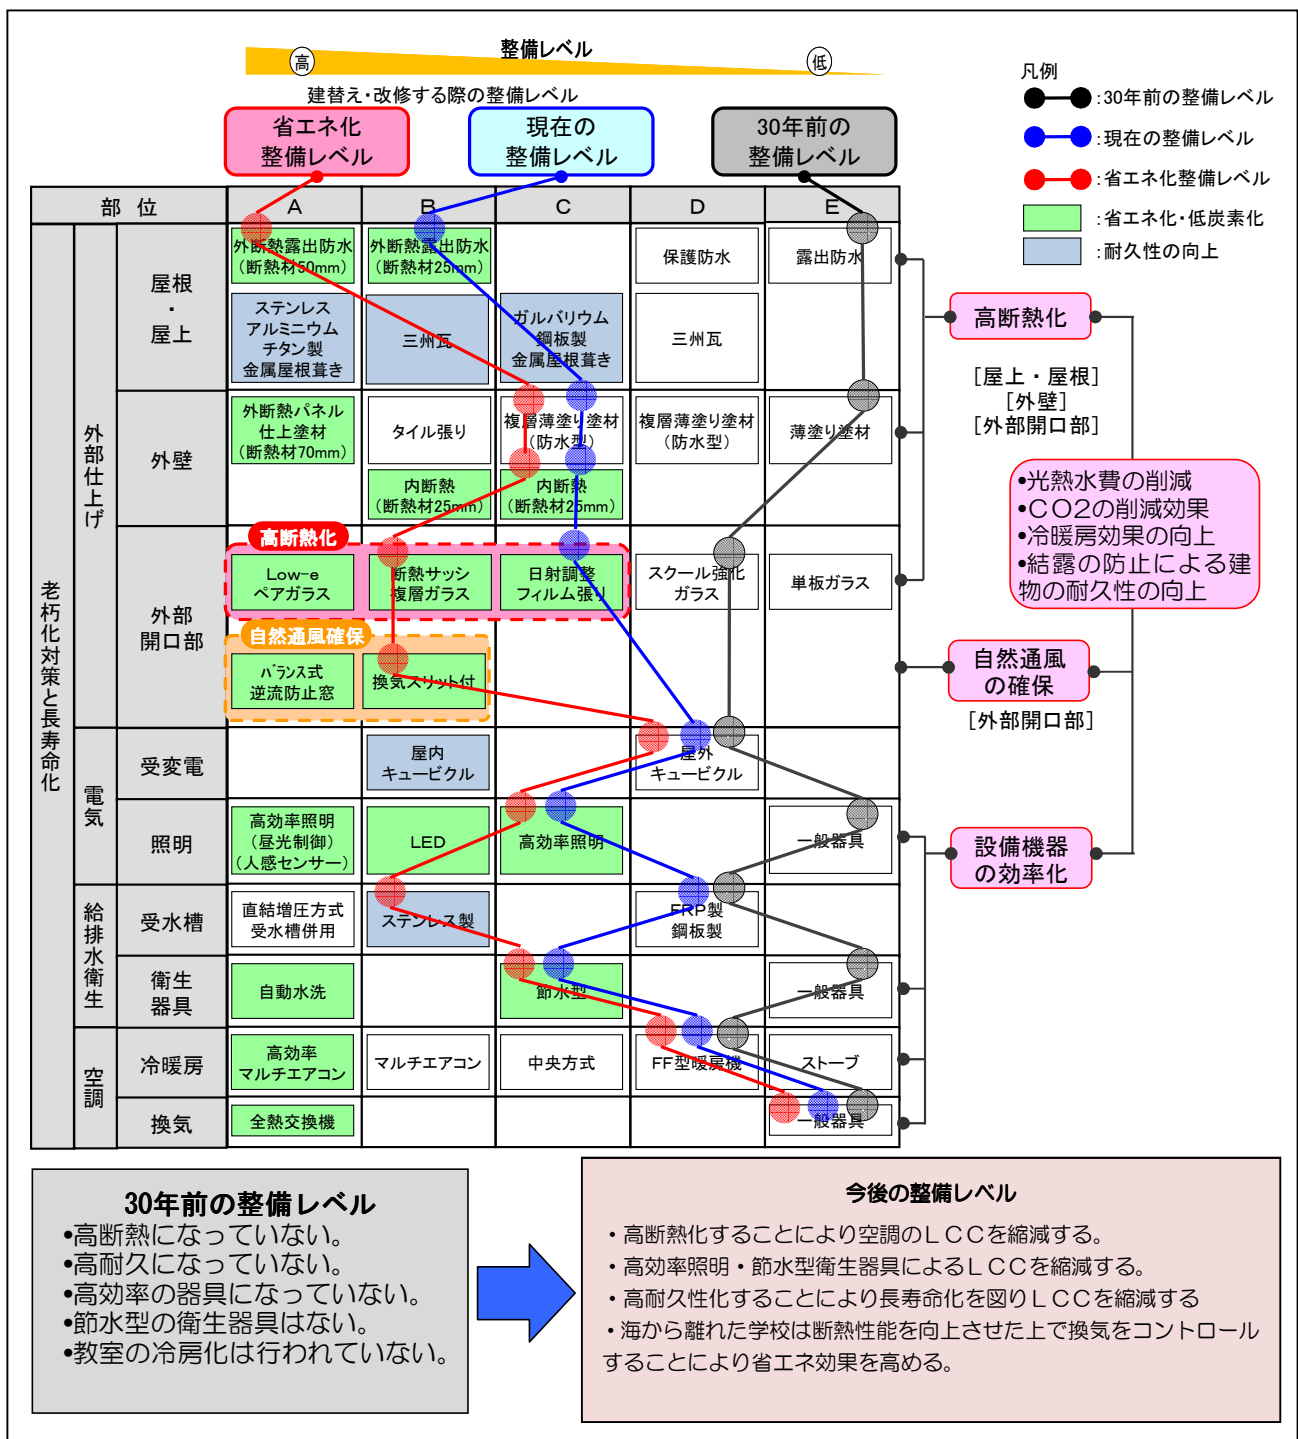 整備レベル
高
低
建替え・改修する際の整備レベル
省エネ化
整備レベル
現在の
整備レベル
30年前の
整備レベル
凡例
:30年前の整備レベル
:現在の整備レベル
:省エネ化整備レベル
:省エネ化・低炭素化
:耐久性の向上
部 位
A
B
C
D
E
老朽化対策と長寿命化
外部仕上げ
屋根
・
屋上
外断熱露出防水
(断熱材50mm)
外断熱露出防水
(断熱材25mm)
保護防水
露出防水
ステンレス
アルミニウム
チタン製
金属屋根葺き
三州瓦
ガルバリウム
鋼板製
金属屋根葺き
三州瓦
外壁
外断熱パネル
仕上塗材
(断熱材70mm)
タイル張り
複層薄塗り塗材
(防水型)
複層薄塗り塗材
(防水型)
薄塗り塗材
内断熱
(断熱材25mm)
内断熱
(断熱材25mm)
外部
開口部
高断熱化
Low-e
ペアガラス
断熱サッシ
複層ガラス
日射調整
フィルム張り
スクール強化
ガラス
単板ガラス
自然通風確保
バランス式
逆流防止窓
換気スリット付
電気
受変電
屋内
キュービクル
屋外
キュービクル
照明
高効率照明
(昼光制御)
(人感センサー)
LED
高効率照明
一般器具
給排水衛生
受水槽
直結増圧方式
受水槽併用
ステンレス製
FRP製
鋼板製
衛生
器具
自動水洗
節水型
一般器具
空調
冷暖房
高効率
マルチエアコン
マルチエアコン
中央方式
FF型暖房機
ストーブ
換気
全熱交換機
一般器具
高断熱化
[屋上・屋根]
[外壁]
[外部開口部]
•光熱水費の削減
•CO2の削減効果
•冷暖房効果の向上
•結露の防止による建
物の耐久性の向上
自然通風
の確保
[外部開口部]
設備機器
の効率化
30年前の整備レベル
•高断熱になっていない。
•高耐久になっていない。
•高効率の器具になっていない。
•節水型の衛生器具はない。
•教室の冷房化は行われていない。
今後の整備レベル
・高断熱化することにより空調のLCCを縮減する。
・高効率照明・節水型衛生器具によるLCCを縮減する。
・高耐久性化することにより長寿命化を図りLCCを縮減する
・海から離れた学校は断熱性能を向上させた上で換気をコントロール
することにより省エネ効果を高める。